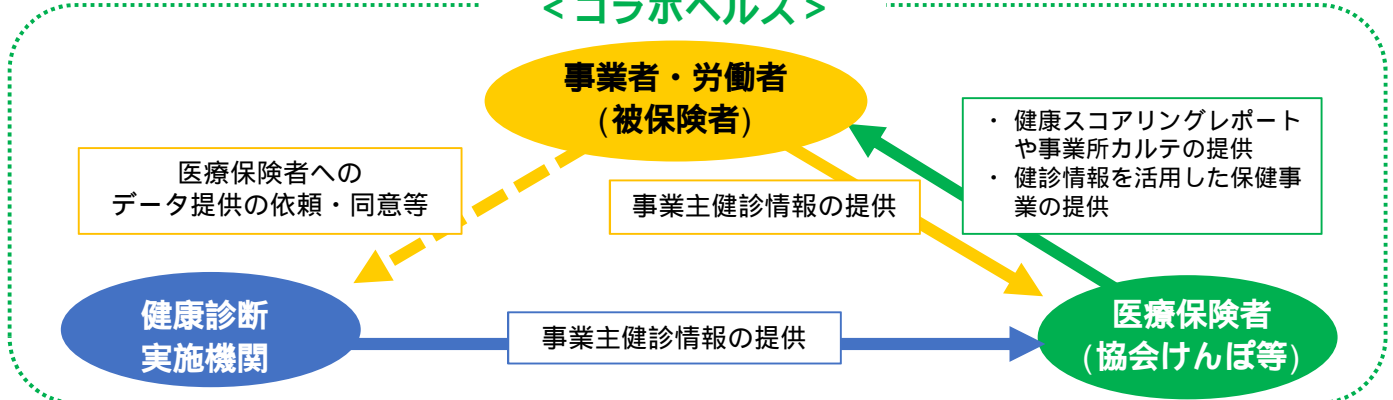 <コラボヘルス>
事業者・労働者
(被保険者)
・ 健康スコアリングレポート
や事業所カルテの提供
・ 健診情報を活用した保健事
業の提供
医療保険者への
データ提供の依頼・同意等
事業主健診情報の提供
健康診断
実施機関
事業主健診情報の提供
医療保険者
(協会けんぽ等)